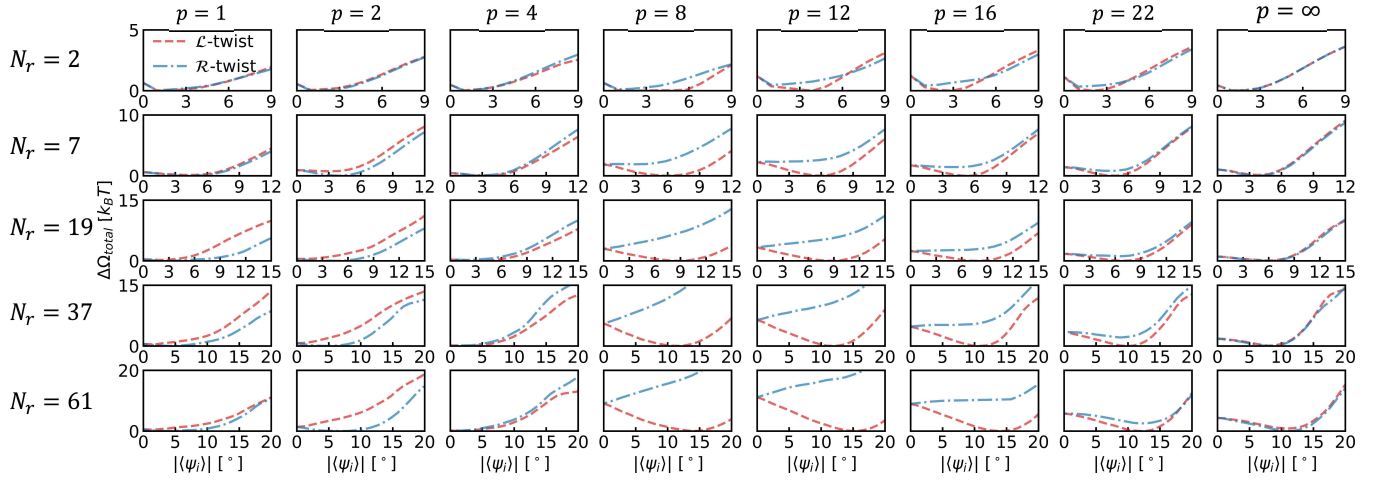 p = 1 p = 2 p = 4 p = 8 p = 12 p = 16 p = 22 p = ∞
N_r = 2
5
0
ℒ-twist
ℛ-twist
0 3 6 9 0 3 6 9 0 3 6 9 0 3 6 9 0 3 6 9 0 3 6 9 0 3 6 9 0 3 6 9
N_r = 7
10
0
0 3 6 9 12 0 3 6 9 12 0 3 6 9 12 0 3 6 9 12 0 3 6 9 12 0 3 6 9 12 0 3 6 9 12 0 3 6 9 12
ΔΩ_total [k_BT]
N_r = 19
15
0
0 3 6 9 12 15 0 3 6 9 12 15 0 3 6 9 12 15 0 3 6 9 12 15 0 3 6 9 12 15 0 3 6 9 12 15 0 3 6 9 12 15 0 3 6 9 12 15
N_r = 37
15
0
0 5 10 15 20 0 5 10 15 20 0 5 10 15 20 0 5 10 15 20 0 5 10 15 20 0 5 10 15 20 0 5 10 15 20 0 5 10 15 20
N_r = 61
20
0
0 5 10 15 20 0 5 10 15 20 0 5 10 15 20 0 5 10 15 20 0 5 10 15 20 0 5 10 15 20 0 5 10 15 20 0 5 10 15 20
|⟨ψ_i⟩| [°] |⟨ψ_i⟩| [°] |⟨ψ_i⟩| [°] |⟨ψ_i⟩| [°] |⟨ψ_i⟩| [°] |⟨ψ_i⟩| [°] |⟨ψ_i⟩| [°] |⟨ψ_i⟩| [°]